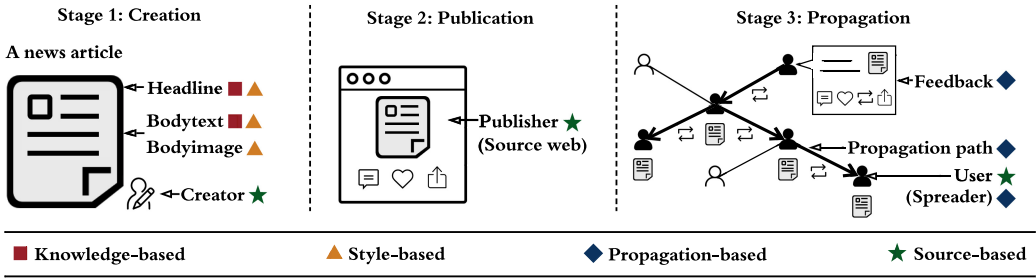 Stage 1: Creation
Stage 2: Publication
Stage 3: Propagation
A news article
Headline
Bodytext
Bodyimage
Creator
Publisher
(Source web)
Feedback
Propagation path
User
(Spreader)
Knowledge-based
Style-based
Propagation-based
Source-based